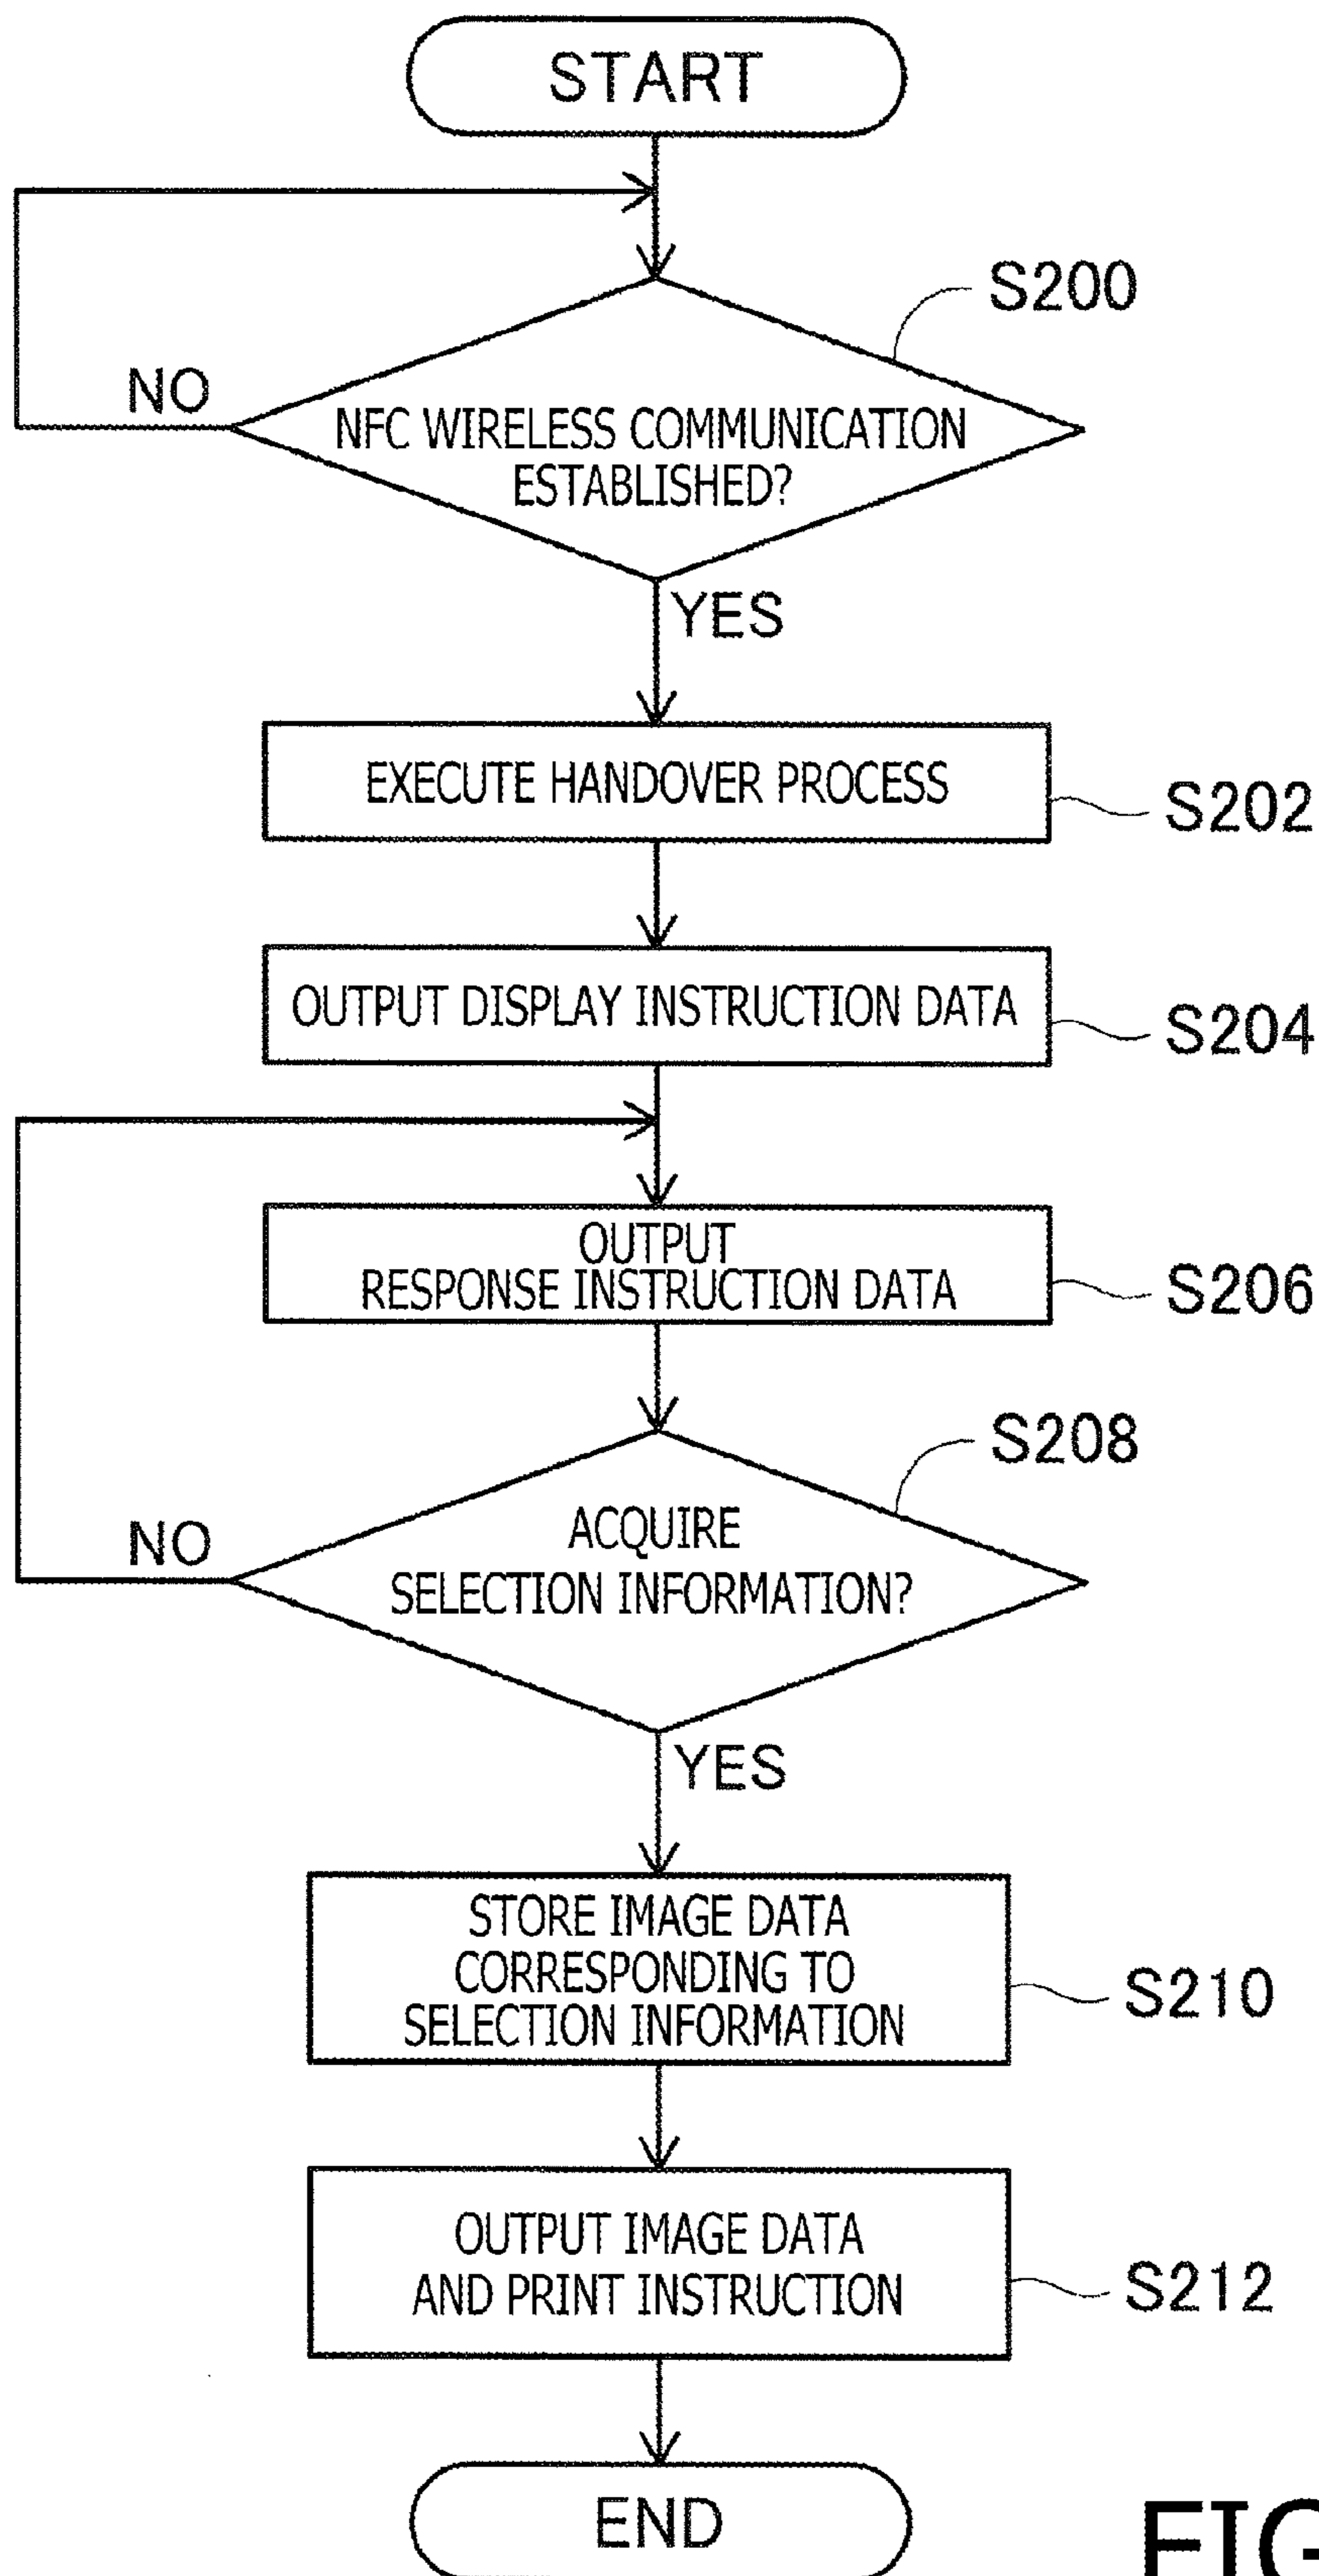 START
S200
NO
NFC WIRELESS COMMUNICATION
ESTABLISHED?
YES
EXECUTE HANDOVER PROCESS
S202
OUTPUT DISPLAY INSTRUCTION DATA
S204
OUTPUT
RESPONSE INSTRUCTION DATA
S206
S208
NO
ACQUIRE
SELECTION INFORMATION?
YES
STORE IMAGE DATA
CORRESPONDING TO
SELECTION INFORMATION
S210
OUTPUT IMAGE DATA
AND PRINT INSTRUCTION
S212
END